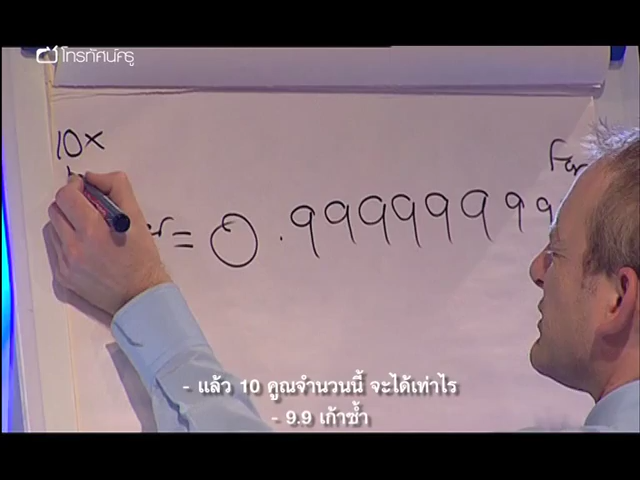 โทรทัศน์ครู
10x
For
= 0.99999999
- แล้ว 10 คูณจำนวนนี้ จะได้เท่าไร
- 9.9 เก้าซ้ำ